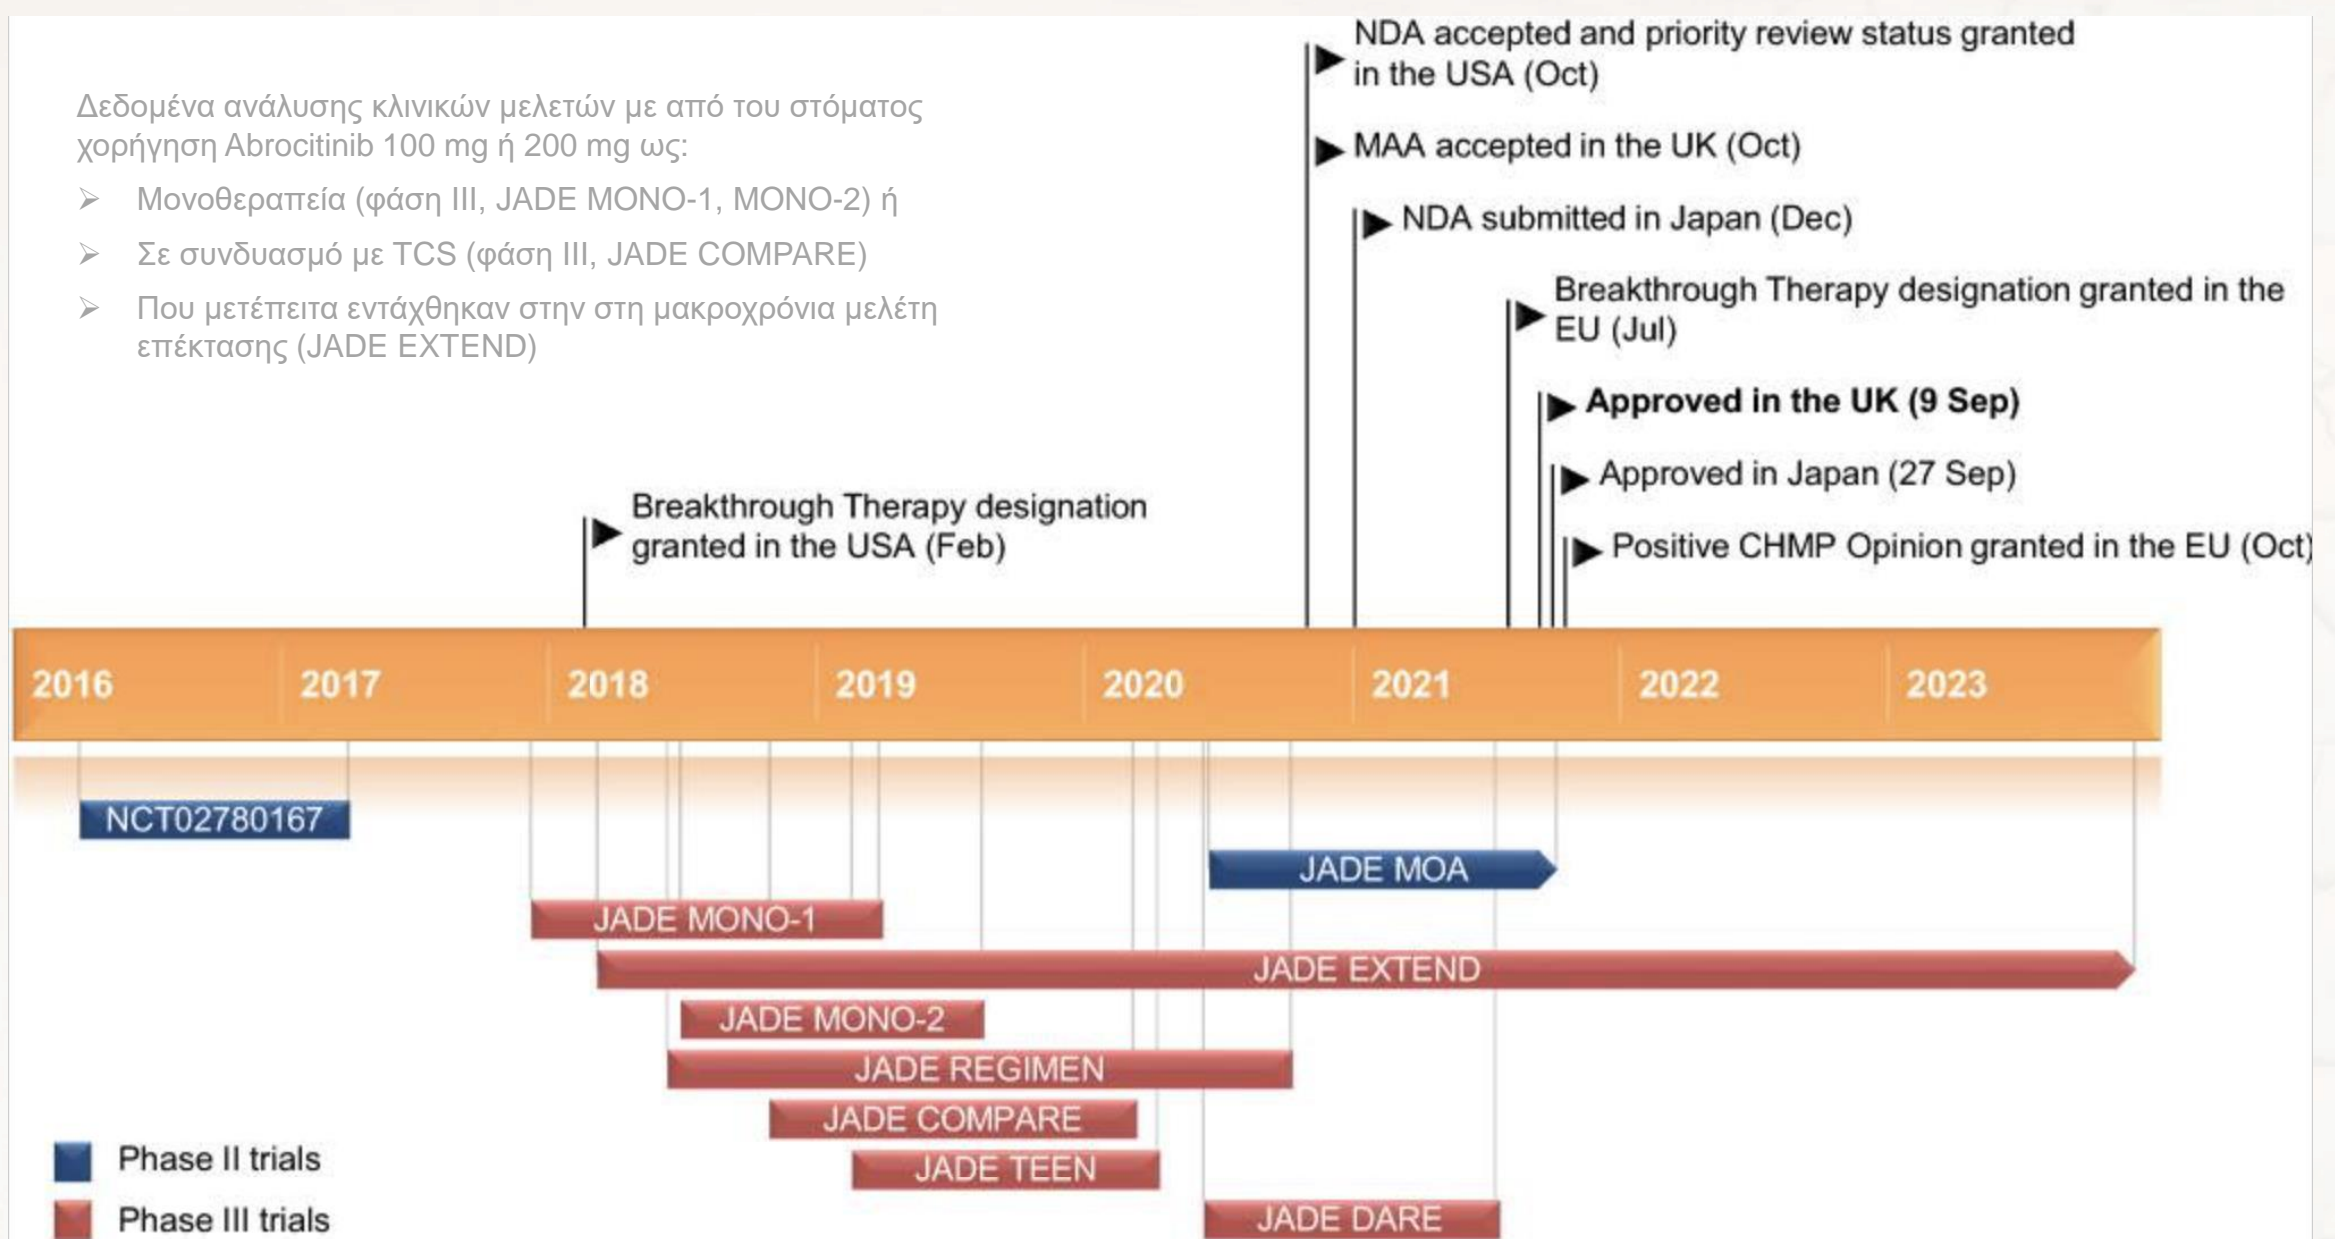 Δεδομένα ανάλυσης κλινικών μελετών με από του στόματος
χορήγηση Abrocitinib 100 mg ή 200 mg ως:
➢ Μονοθεραπεία (φάση III, JADE MONO-1, MONO-2) ή
➢ Σε συνδυασμό με TCS (φάση III, JADE COMPARE)
➢ Που μετέπειτα εντάχθηκαν στην στη μακροχρόνια μελέτη
επέκτασης (JADE EXTEND)
NDA accepted and priority review status granted
in the USA (Oct)
MAA accepted in the UK (Oct)
NDA submitted in Japan (Dec)
Breakthrough Therapy designation granted in the
EU (Jul)
Approved in the UK (9 Sep)
Approved in Japan (27 Sep)
Positive CHMP Opinion granted in the EU (Oct)
Breakthrough Therapy designation
granted in the USA (Feb)
2016 2017 2018 2019 2020 2021 2022 2023
NCT02780167
JADE MOA
JADE MONO-1
JADE EXTEND
JADE MONO-2
JADE REGIMEN
JADE COMPARE
JADE TEEN
JADE DARE
Phase II trials
Phase III trials